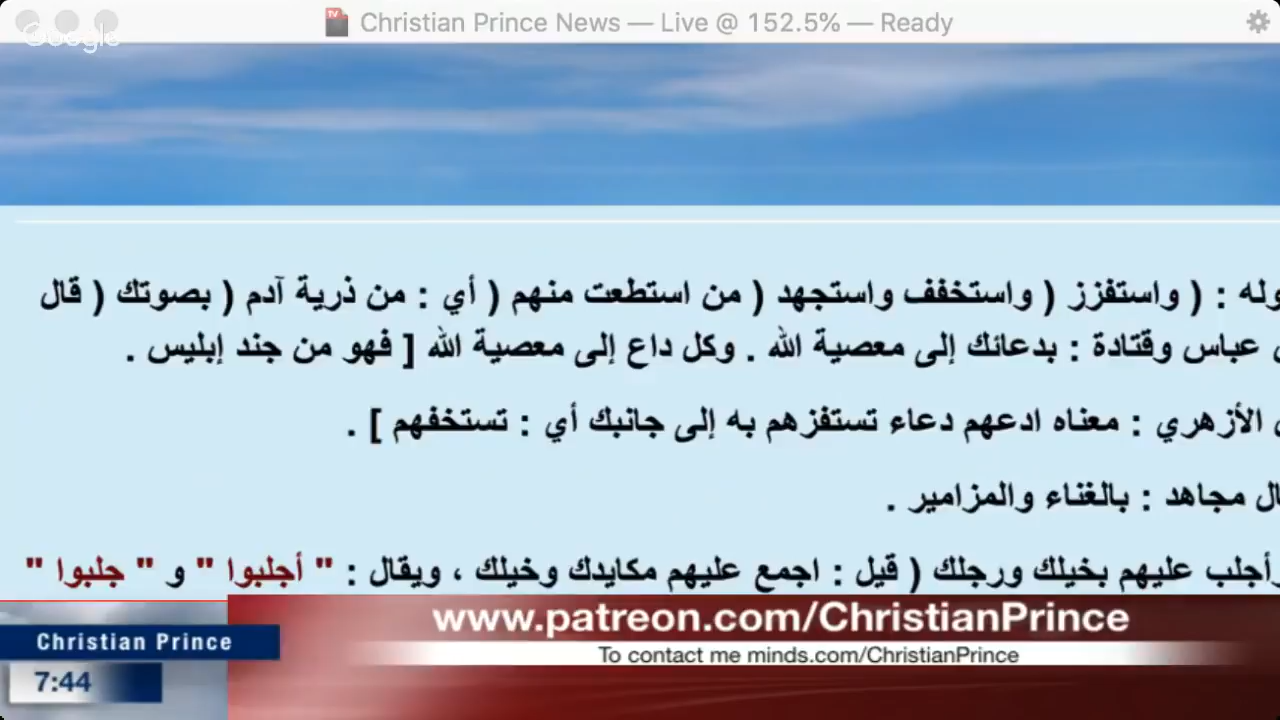 Google
Christian Prince News — Live @ 152.5% — Ready
وله : ( واستفزز ( واستخفف واستجهد ( من استطعت منهم ( أي : من ذرية آدم ( بصوتك ( قال
عباس وقتادة : بدعائك إلى معصية الله . وكل داع إلى معصية الله [ فهو من جند إبليس .
الأزهري : معناه ادعهم دعاء تستفزهم به إلى جانبك أي : تستخفهم ] .
ال مجاهد : بالغناء والمزامير .
أجلب عليهم بخيلك ورجلك ( قيل : اجمع عليهم مكايدك وخيلك ، ويقال : " أجلبوا " و " جلبوا "
www.patreon.com/ChristianPrince
Christian Prince
To contact me minds.com/ChristianPrince
7:44